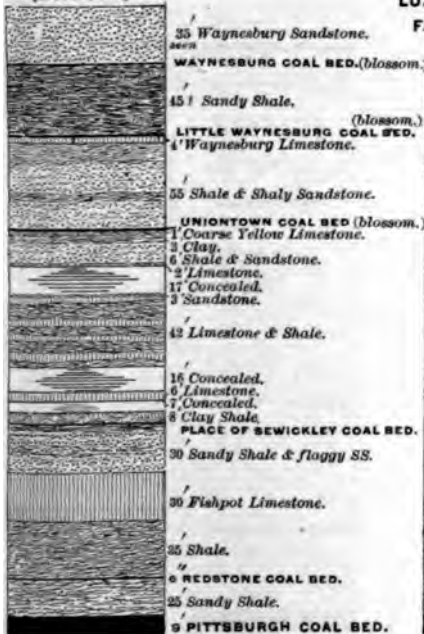 LU
F
35' Waynesburg Sandstone.
seen
WAYNESBURG COAL BED.(blossom.)
45' Sandy Shale.
(blossom.)
LITTLE WAYNESBURG COAL BED.
4' Waynesburg Limestone.
55' Shale & Shaly Sandstone.
UNIONTOWN COAL BED (blossom.)
1' Coarse Yellow Limestone.
3' Clay.
6' Shale & Sandstone.
2' Limestone.
17' Concealed.
3' Sandstone.
42' Limestone & Shale.
16' Concealed.
6' Limestone.
7' Concealed.
8' Clay Shale
PLACE OF SEWICKLEY COAL BED.
30' Sandy Shale & flaggy SS.
30' Fishpot Limestone.
35' Shale.
6" REDSTONE COAL BED.
25' Sandy Shale.
9' PITTSBURGH COAL BED.